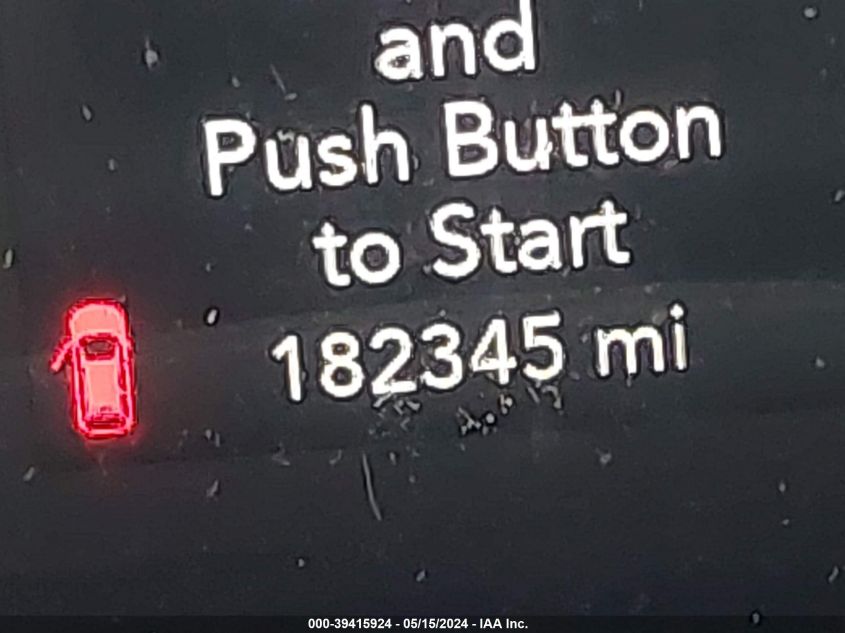 and
Push Button
to Start
182345 mi
000-39415924 - 05/15/2024 - IAA Inc.